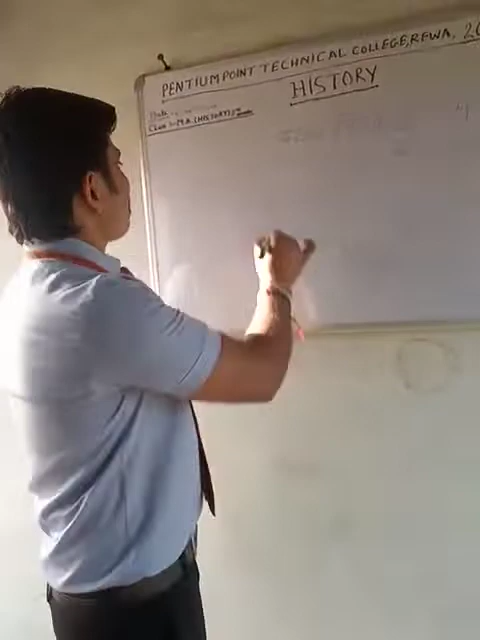 PENTIUM POINT TECHNICAL COLLEGE, REWA,
HISTORY
Date
Class :- M.A. (HISTORY)